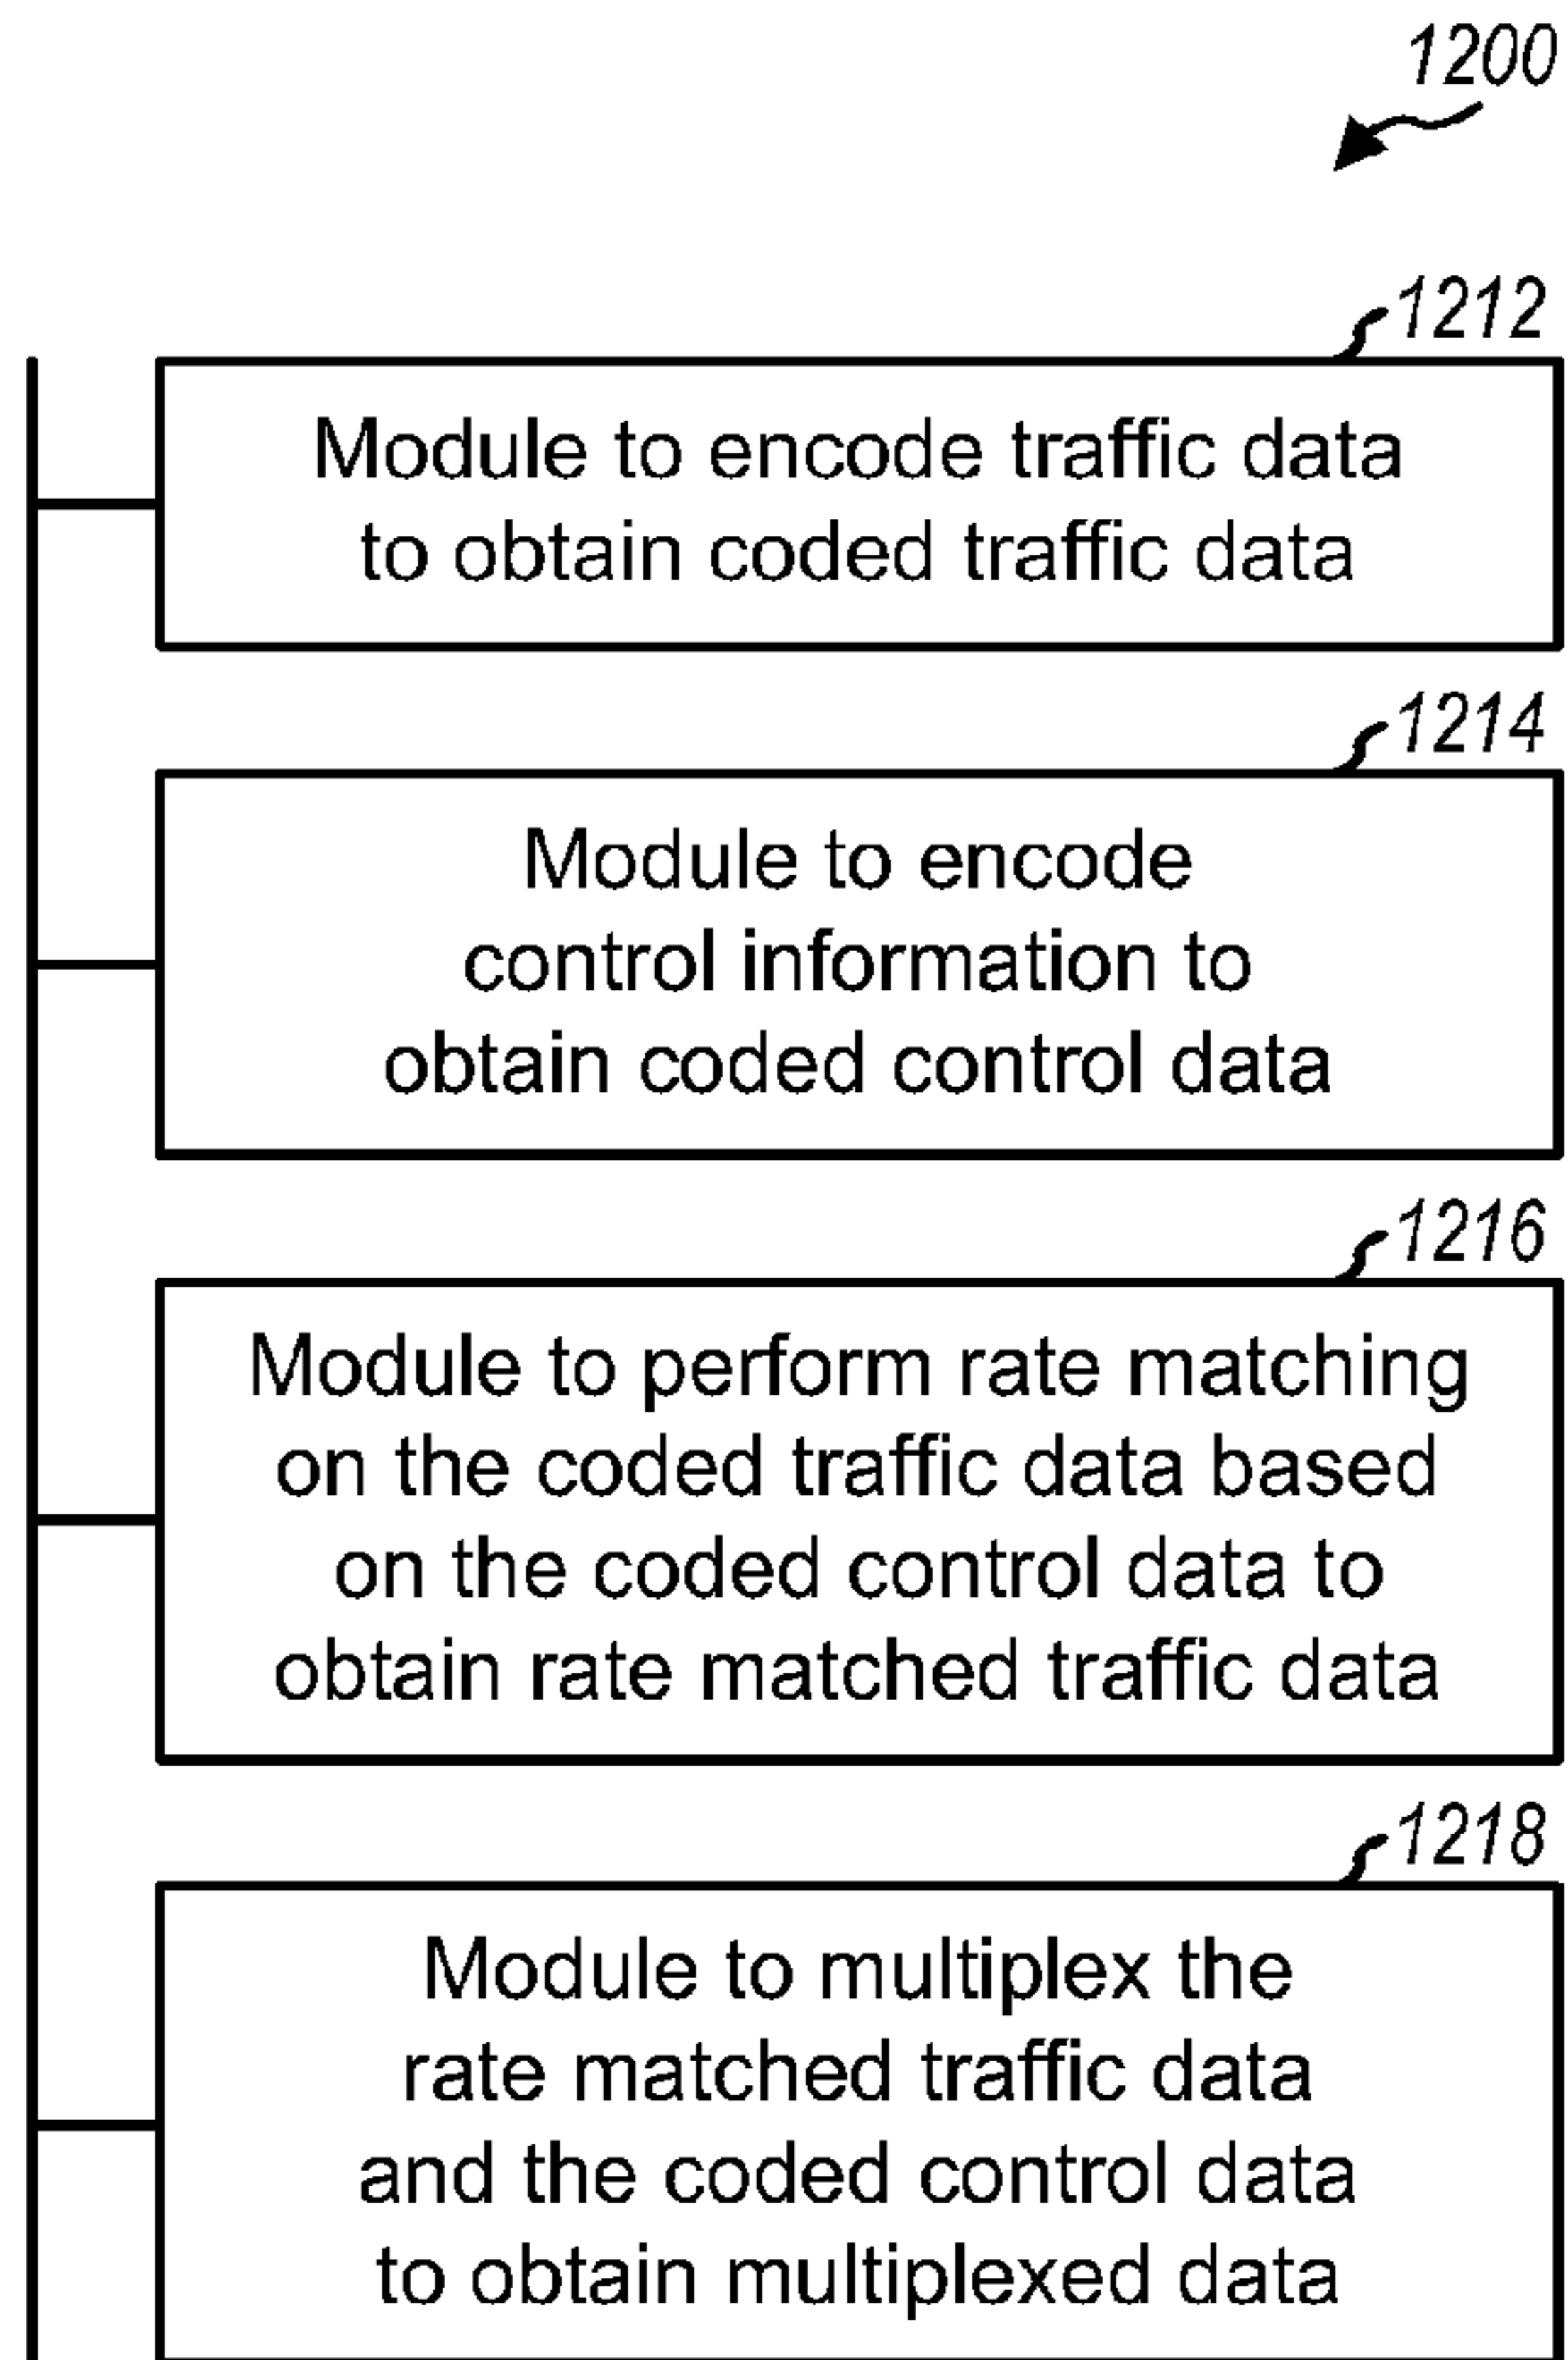 1200
1212
Module to encode traffic data
to obtain coded traffic data
1214
Module to encode
control information to
obtain coded control data
1216
Module to perform rate matching
on the coded traffic data based
on the coded control data to
obtain rate matched traffic data
1218
Module to multiplex the
rate matched traffic data
and the coded control data
to obtain multiplexed data